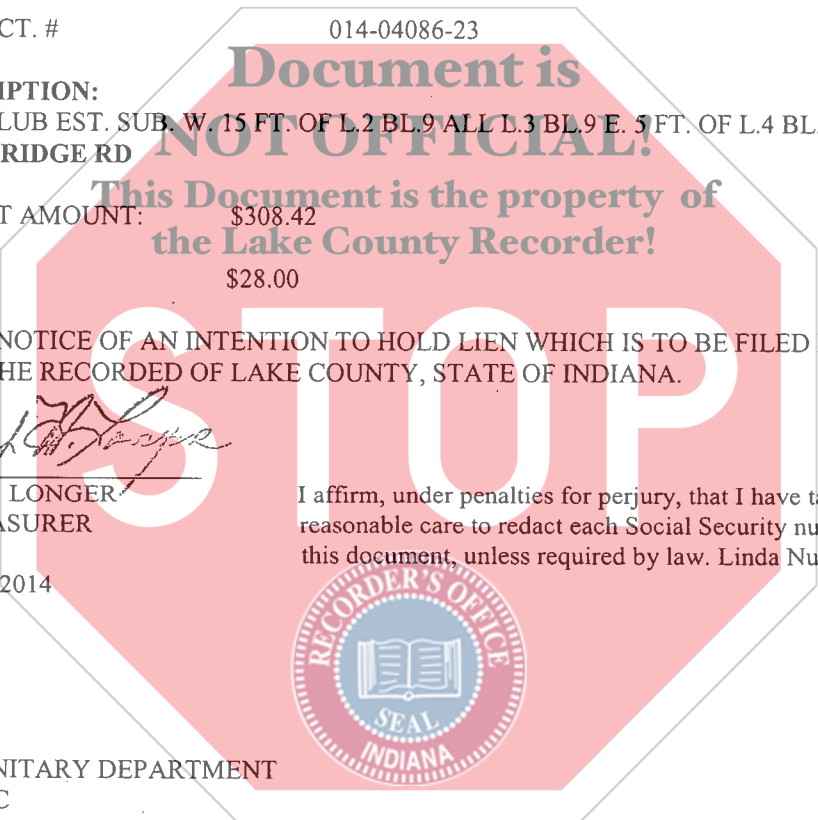 CT. # 014-04086-23
Document is
IPTION:
LUB EST. SUB. W. 15 FT. OF L.2 BL.9 ALL L.3 BL.9 E. 5 FT. OF L.4 BL.
NOT OFFICIAL!
RIDGE RD
This Document is the property of
T AMOUNT: $308.42
the Lake County Recorder!
$28.00
STOP
NOTICE OF AN INTENTION TO HOLD LIEN WHICH IS TO BE FILED
HE RECORDED OF LAKE COUNTY, STATE OF INDIANA.
LONGER
ASURER
I affirm, under penalties for perjury, that I have ta
reasonable care to redact each Social Security nu
this document, unless required by law. Linda Nu
2014
RECORDER'S OFFICE
SEAL
INDIANA
NITARY DEPARTMENT
C